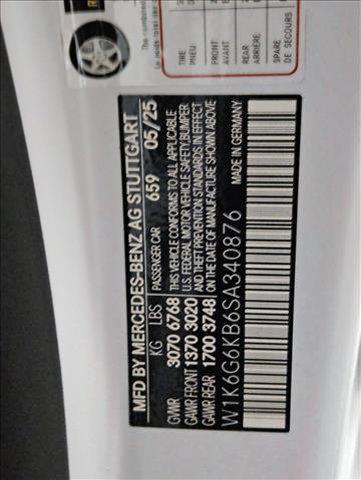 The combined
TIRE
PNEU
FRONT
AVANT
REAR
ARRIÈRE
SPARE
DE SECOURS
MFD BY MERCEDES-BENZ AG STUTTGART
KG LBS PASSENGER CAR 659 05/25
GVWR 3070 6768 THIS VEHICLE CONFORMS TO ALL APPLICABLE
GAWR FRONT 1370 3020 U.S. FEDERAL MOTOR VEHICLE SAFETY, BUMPER
GAWR REAR 1700 3748 AND THEFT PREVENTION STANDARDS IN EFFECT
ON THE DATE OF MANUFACTURE SHOWN ABOVE
MADE IN GERMANY
W1K6G6KB6SA340876